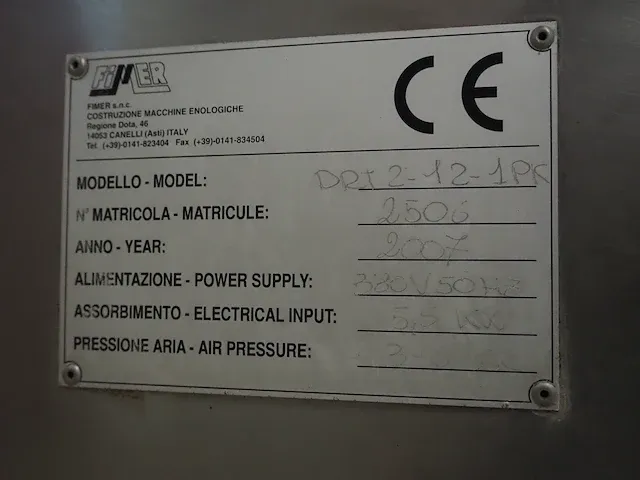 FIMER
FIMER s.n.c.
COSTRUZIONE MACCHINE ENOLOGICHE
Regione Dota, 46
14053 CANELLI (Asti) ITALY
Tel. (+39)-0141-823404 Fax (+39)-0141-834504
CE
MODELLO - MODEL: DRI 2-12-1PK
N° MATRICOLA - MATRICULE: 2506
ANNO - YEAR: 2007
ALIMENTAZIONE - POWER SUPPLY: 380V 50HZ
ASSORBIMENTO - ELECTRICAL INPUT: 5,5 KW
PRESSIONE ARIA - AIR PRESSURE: